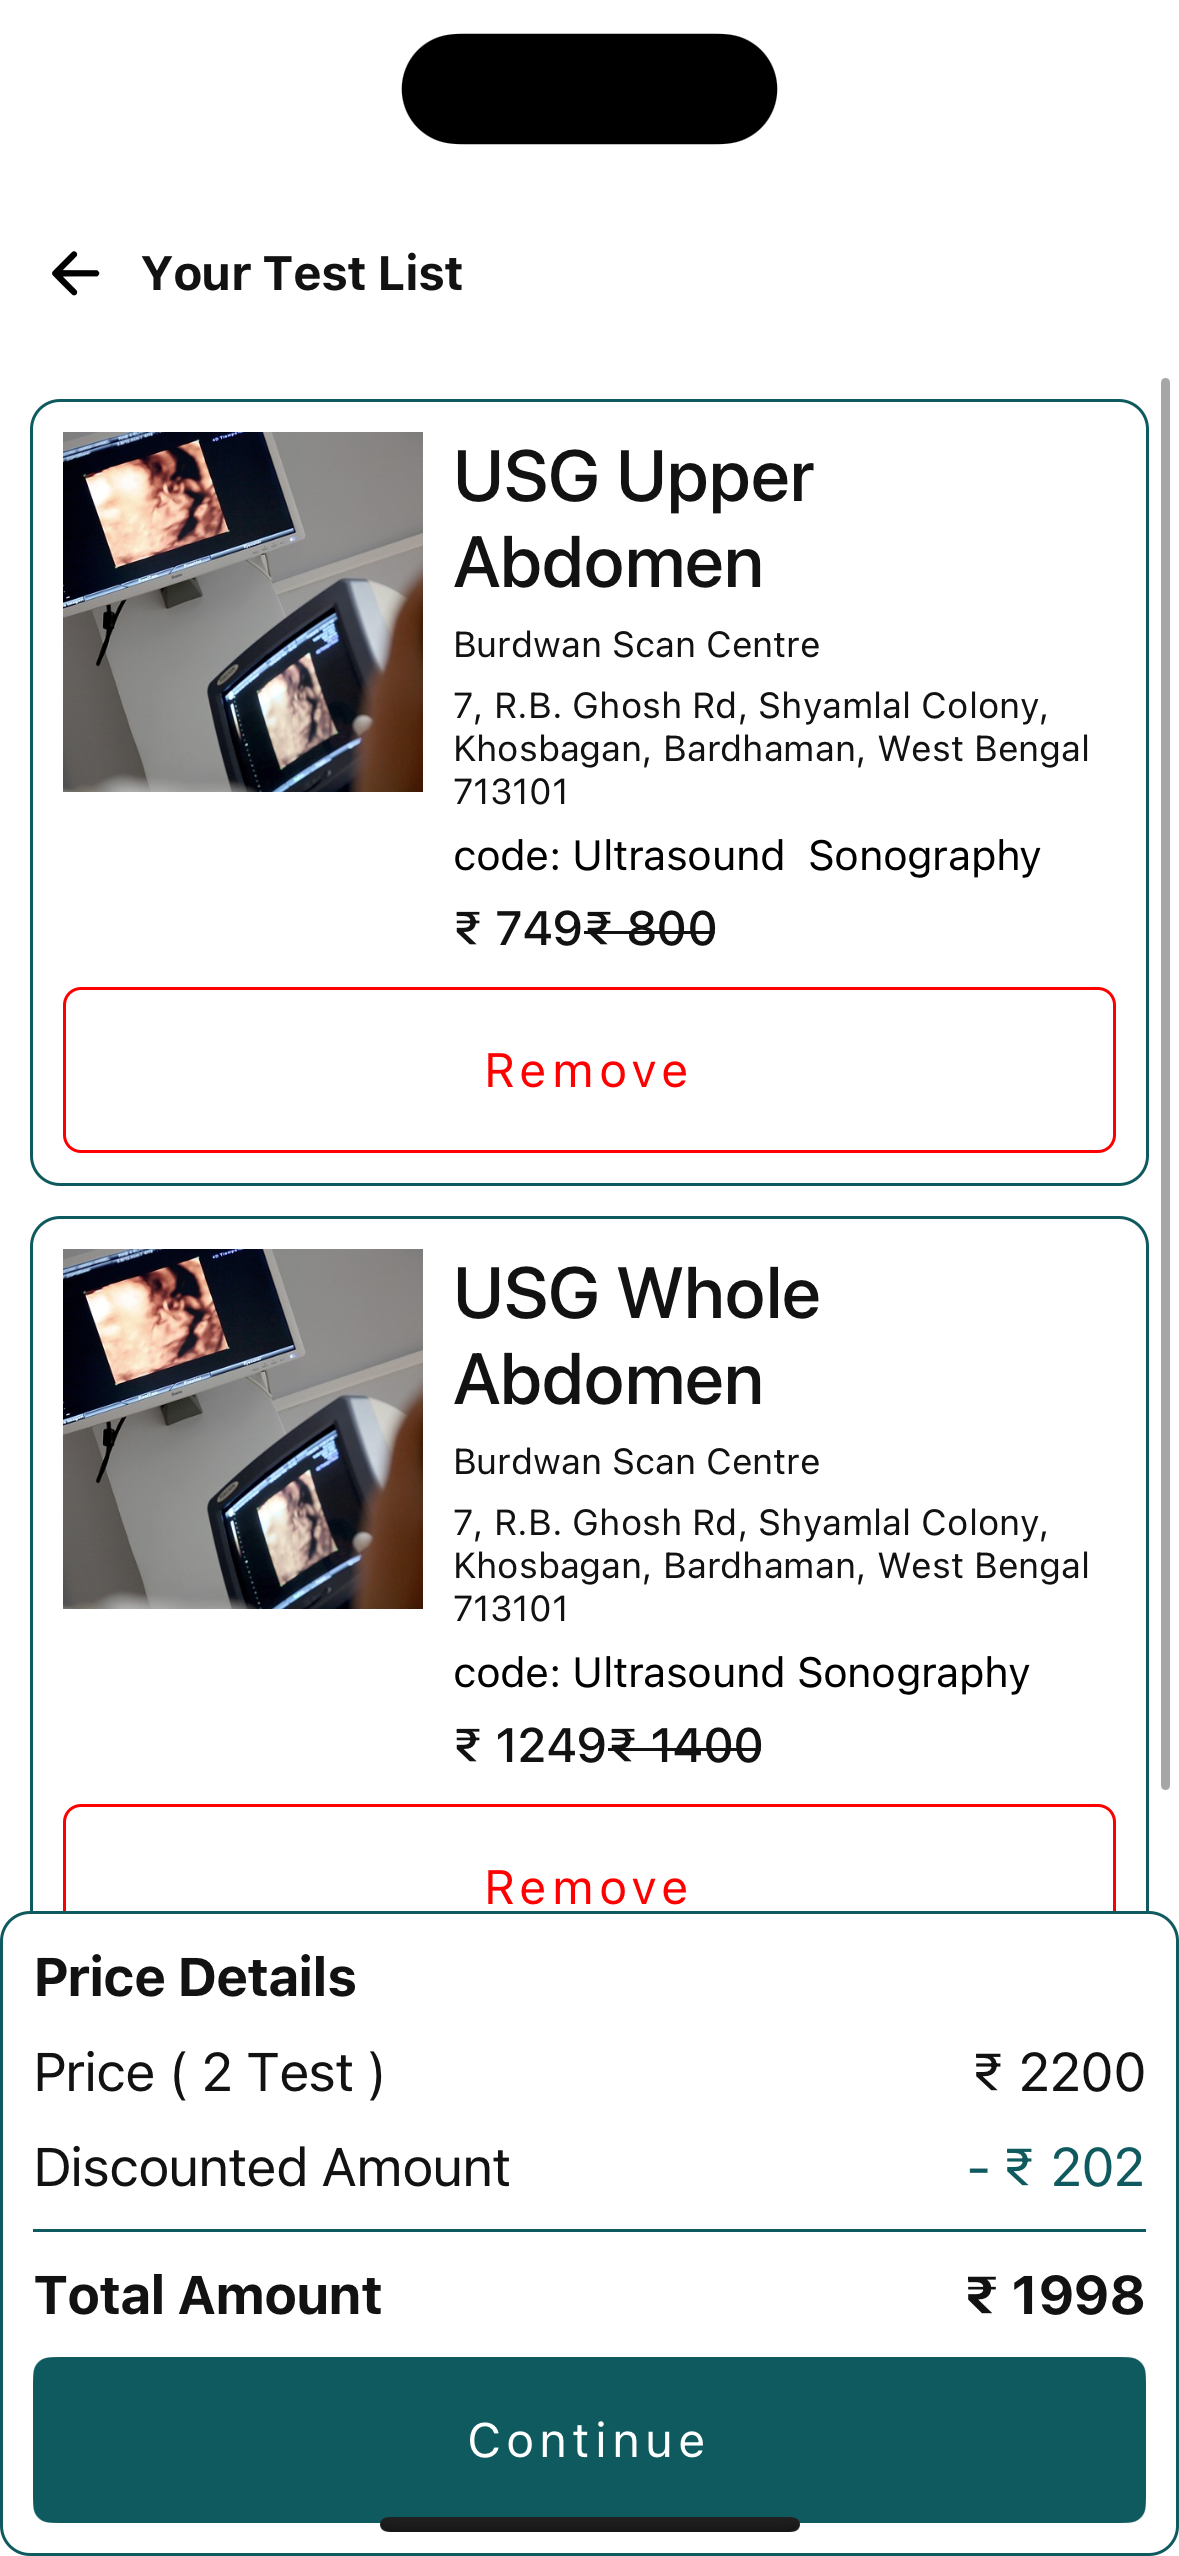 Your Test List
USG Upper
Abdomen
Burdwan Scan Centre
7, R.B. Ghosh Rd, Shyamlal Colony,
Khosbagan, Bardhaman, West Bengal
713101
code: Ultrasound  Sonography
₹ 749₹ 800
Remove
USG Whole
Abdomen
Burdwan Scan Centre
7, R.B. Ghosh Rd, Shyamlal Colony,
Khosbagan, Bardhaman, West Bengal
713101
code: Ultrasound Sonography
₹ 1249₹ 1400
Remove
Price Details
Price ( 2 Test ) ₹ 2200
Discounted Amount - ₹ 202
Total Amount ₹ 1998
Continue